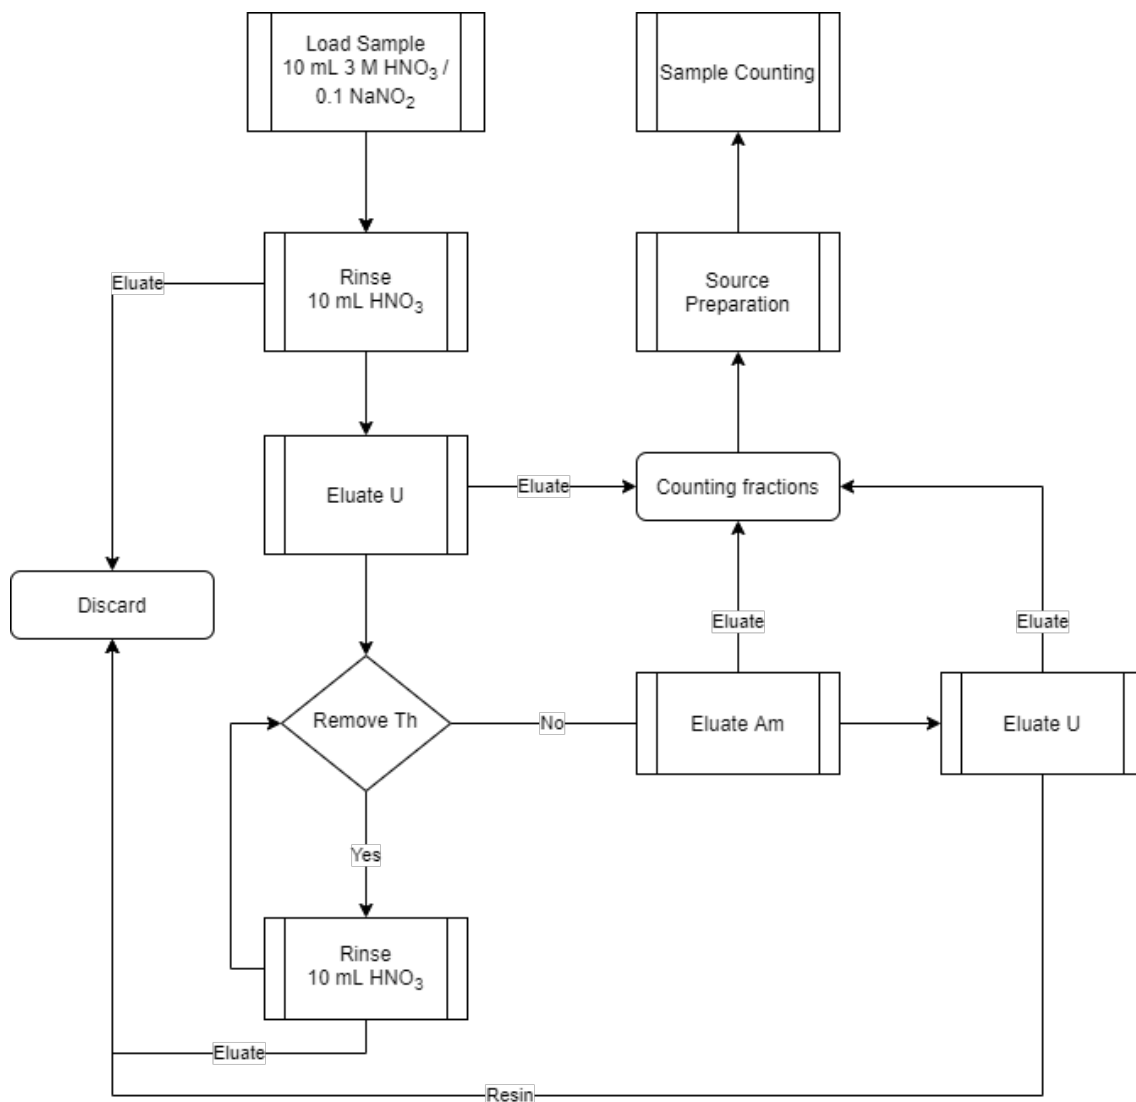 Load Sample
10 mL 3 M HNO₃ /
0.1 NaNO₂
Sample Counting
Eluate
Rinse
10 mL HNO₃
Source
Preparation
Eluate U
Eluate
Counting fractions
Discard
Eluate
Eluate
Remove Th
No
Eluate Am
Eluate U
Yes
Rinse
10 mL HNO₃
Eluate
Resin